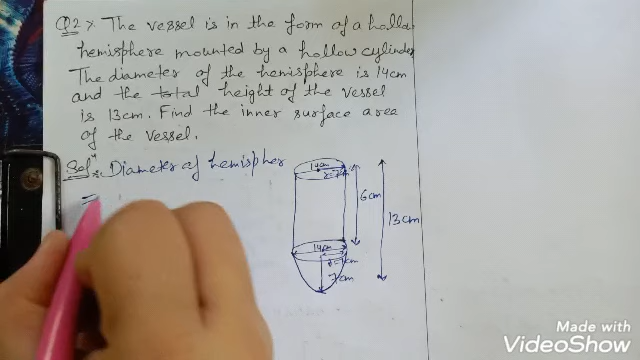 Q2 The vessel is in the form of a hollow
hemisphere mounted by a hollow cylinder
The diameter of the hemisphere is 14cm
and the total height of the vessel
is 13cm. Find the inner surface area
of the vessel.
Sol Diameter of hemispher
=
14cm
6cm
13cm
14cm
7cm
Made with
VideoShow